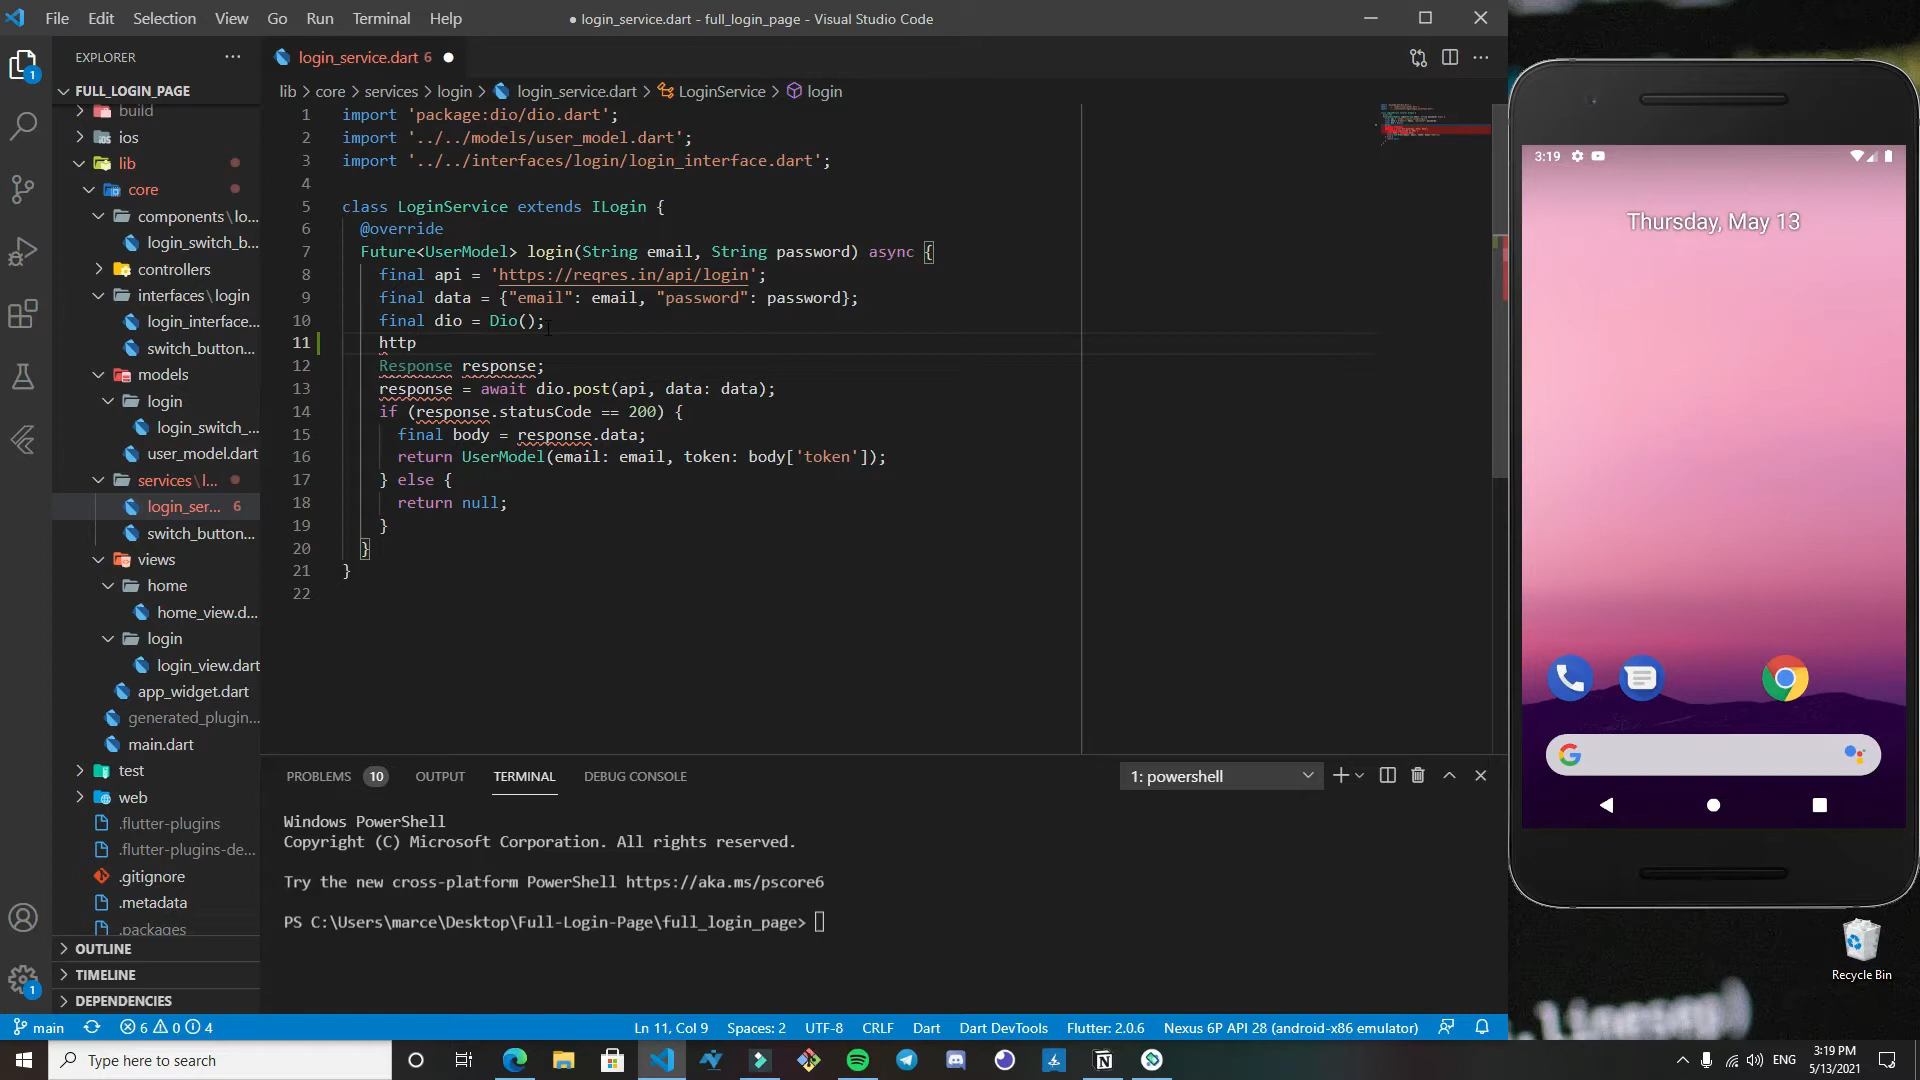 File Edit Selection View Go Run Terminal Help
● login_service.dart - full_login_page - Visual Studio Code
EXPLORER
FULL_LOGIN_PAGE
build
ios
lib
core
components\lo...
login_switch_b...
controllers
interfaces\login
login_interface...
switch_button...
models
login
login_switch_...
user_model.dart
services\l...
login_ser... 6
switch_button...
views
home
home_view.d...
login
login_view.dart
app_widget.dart
generated_plugin...
main.dart
test
web
.flutter-plugins
.flutter-plugins-de...
.gitignore
.metadata
.packages
OUTLINE
TIMELINE
DEPENDENCIES
1
1
login_service.dart 6
lib > core > services > login > login_service.dart > LoginService > login
1 import 'package:dio/dio.dart';
2 import '../../models/user_model.dart';
3 import '../../interfaces/login/login_interface.dart';
4
5 class LoginService extends ILogin {
6 @override
7 Future<UserModel> login(String email, String password) async {
8 final api = 'https://reqres.in/api/login';
9 final data = {"email": email, "password": password};
10 final dio = Dio();
11 http
12 Response response;
13 response = await dio.post(api, data: data);
14 if (response.statusCode == 200) {
15 final body = response.data;
16 return UserModel(email: email, token: body['token']);
17 } else {
18 return null;
19 }
20 }
21 }
22
PROBLEMS 10 OUTPUT TERMINAL DEBUG CONSOLE 1: powershell
Windows PowerShell
Copyright (C) Microsoft Corporation. All rights reserved.
Try the new cross-platform PowerShell https://aka.ms/pscore6
PS C:\Users\marce\Desktop\Full-Login-Page\full_login_page>
main 6 0 4 Ln 11, Col 9 Spaces: 2 UTF-8 CRLF Dart Dart DevTools Flutter: 2.0.6 Nexus 6P API 28 (android-x86 emulator)
3:19
Thursday, May 13
Recycle Bin
Type here to search
ENG
3:19 PM
5/13/2021